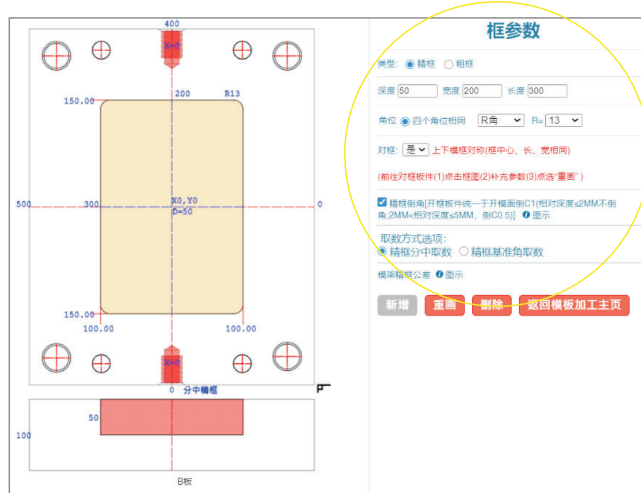 400
X=0
150.00
200 R13
500
300
X0,Y0
D=50
0
150.00
100.00
100.00
X=0
0 分中精框
50
100
B板
框参数
类型: 精框 粗框
深度 50 宽度 200 长度 300
角位 四个角位相同 R角 R= 13
对框: 是 上下模框对称(框中心、长、宽相同)
(前往对框板件(1)点击框图(2)补充参数(3)点选“重画” )
精框倒角[开框板件统一于开模面倒C1(相对深度≤2MM不倒
角;2MM<相对深度≤5MM，倒C0.5)] 图示
取数方式选项:
精框分中取数 精框基准角取数
模架精框公差 图示
新增 重画 删除 返回模板加工主页